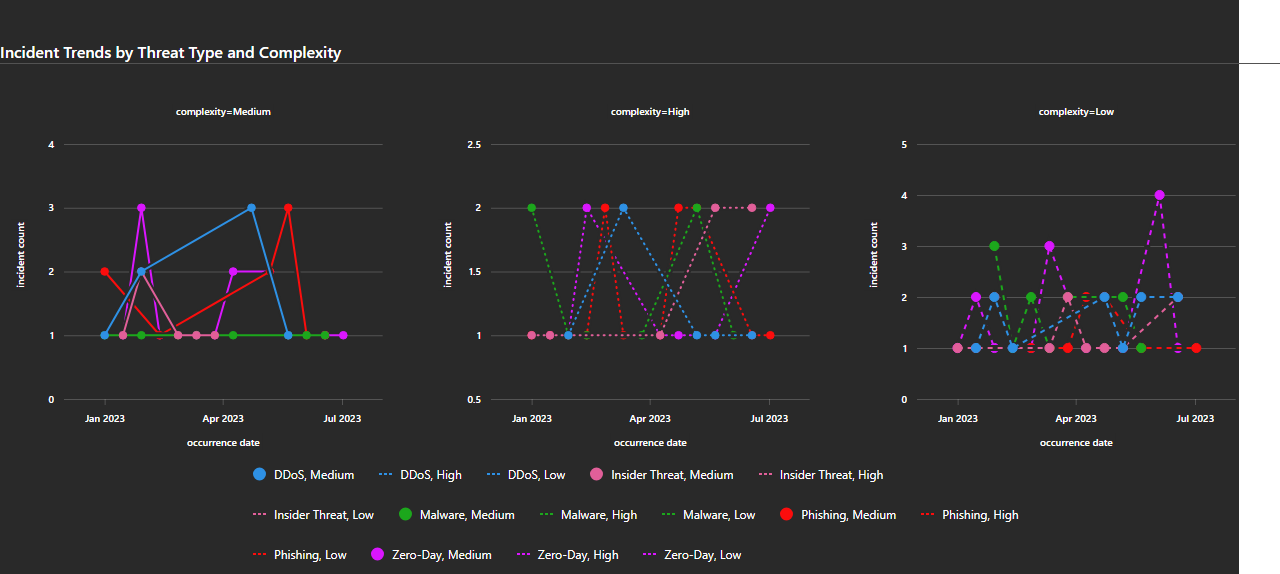 Incident Trends by Threat Type and Complexity
complexity=Medium
complexity=High
complexity=Low
4
3
2
1
0
incident count
Jan 2023
Apr 2023
Jul 2023
occurrence date
2.5
2
1.5
1
0.5
incident count
Jan 2023
Apr 2023
Jul 2023
occurrence date
5
4
3
2
1
0
incident count
Jan 2023
Apr 2023
Jul 2023
occurrence date
DDoS, Medium DDoS, High DDoS, Low Insider Threat, Medium Insider Threat, High
Insider Threat, Low Malware, Medium Malware, High Malware, Low Phishing, Medium Phishing, High
Phishing, Low Zero-Day, Medium Zero-Day, High Zero-Day, Low